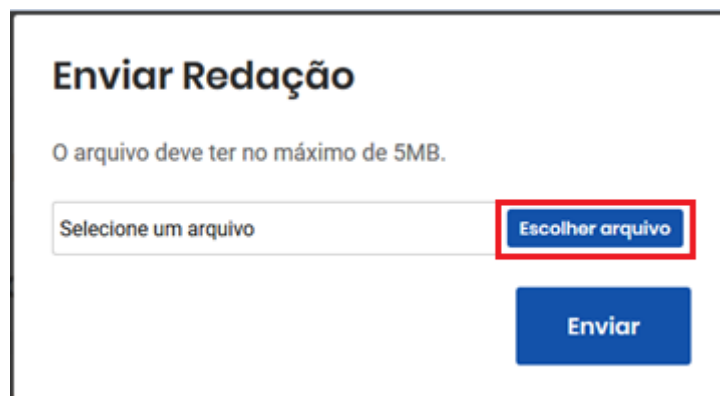 Enviar Redação
O arquivo deve ter no máximo de 5MB.
Selecione um arquivo Escolher arquivo
Enviar